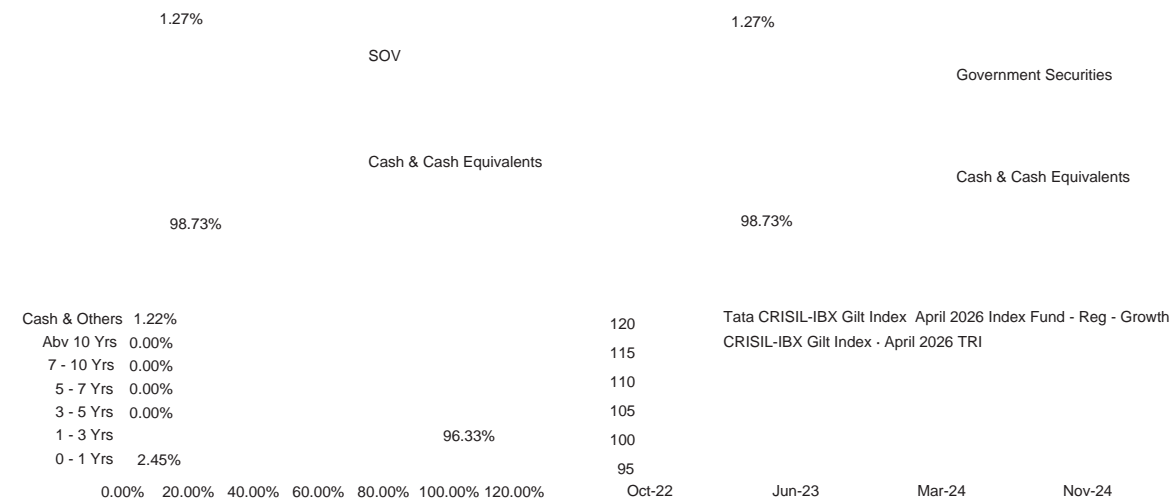 1.27%
SOV
Cash & Cash Equivalents
98.73%
1.27%
Government Securities
Cash & Cash Equivalents
98.73%
Cash & Others 1.22%
Abv 10 Yrs 0.00%
7 - 10 Yrs 0.00%
5 - 7 Yrs 0.00%
3 - 5 Yrs 0.00%
1 - 3 Yrs 96.33%
0 - 1 Yrs 2.45%
0.00% 20.00% 40.00% 60.00% 80.00% 100.00% 120.00%
Tata CRISIL-IBX Gilt Index April 2026 Index Fund - Reg - Growth
CRISIL-IBX Gilt Index - April 2026 TRI
120
115
110
105
100
95
Oct-22 Jun-23 Mar-24 Nov-24